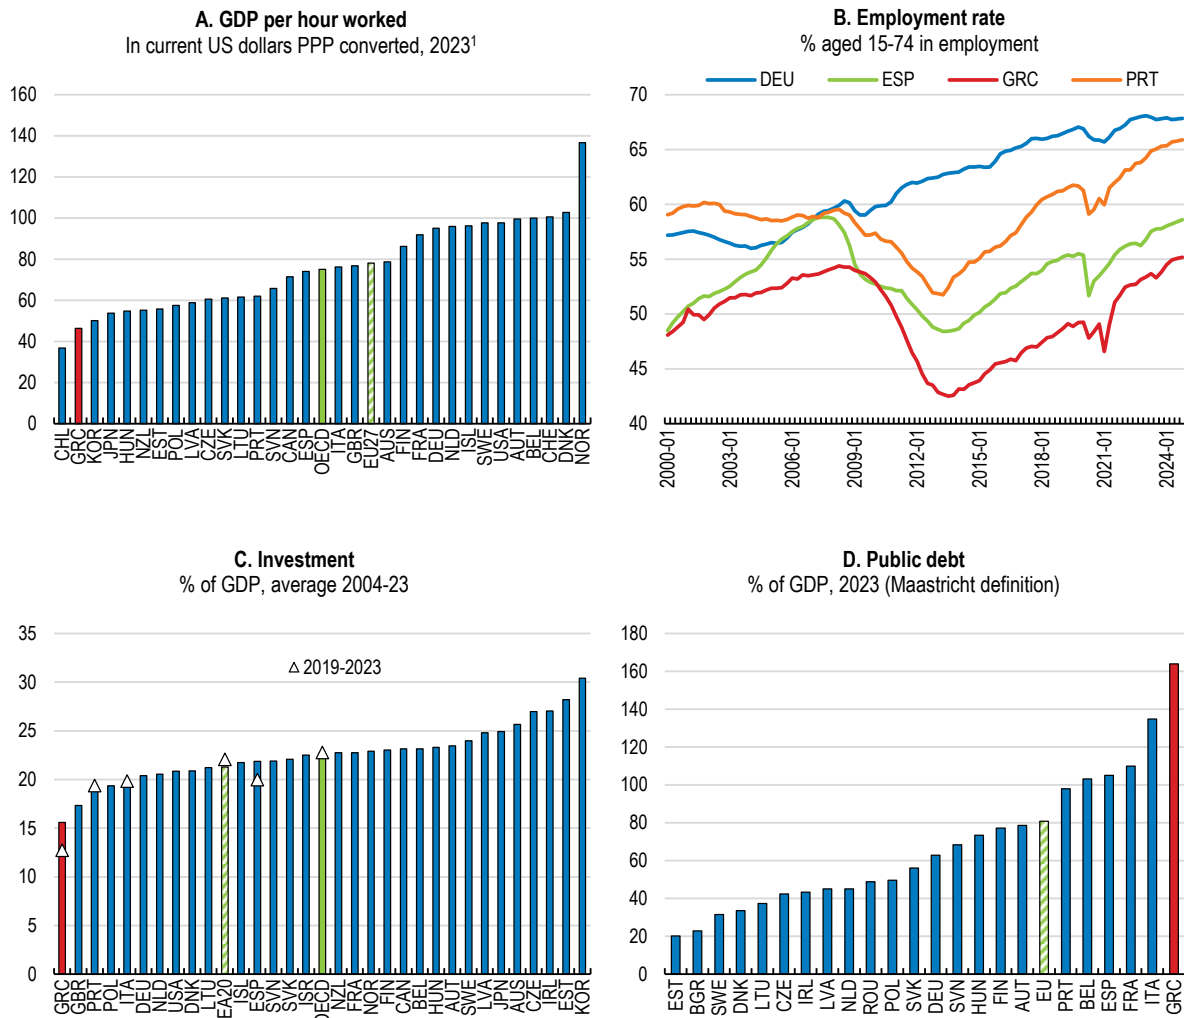 A. GDP per hour worked
In current US dollars PPP converted, 2023¹
160
140
120
100
80
60
40
20
0
CHL GRC KOR JPN HUN NZL EST POL LVA CZE SVK LTU PRT SVN CAN ESP OECD ITA GBR EU27 AUS FIN FRA DEU NLD ISL SWE USA AUT BEL CHE DNK NOR
B. Employment rate
% aged 15-74 in employment
DEU ESP GRC PRT
70
65
60
55
50
45
40
2000-01 2003-01 2006-01 2009-01 2012-01 2015-01 2018-01 2021-01 2024-01
C. Investment
% of GDP, average 2004-23
35
30
25
20
15
10
5
0
2019-2023
GRC GBR PRT POL ITA DEU NLD USA DNK LTU EA20 ISL ESP SVN SVK ISR OECD NZL FRA NOR FIN CAN BEL HUN AUT SWE LVA JPN AUS CZE IRL EST KOR
D. Public debt
% of GDP, 2023 (Maastricht definition)
180
160
140
120
100
80
60
40
20
0
EST BGR SWE DNK LTU CZE IRL LVA NLD ROU POL SVK DEU SVN HUN FIN AUT EU PRT BEL ESP FRA ITA GRC